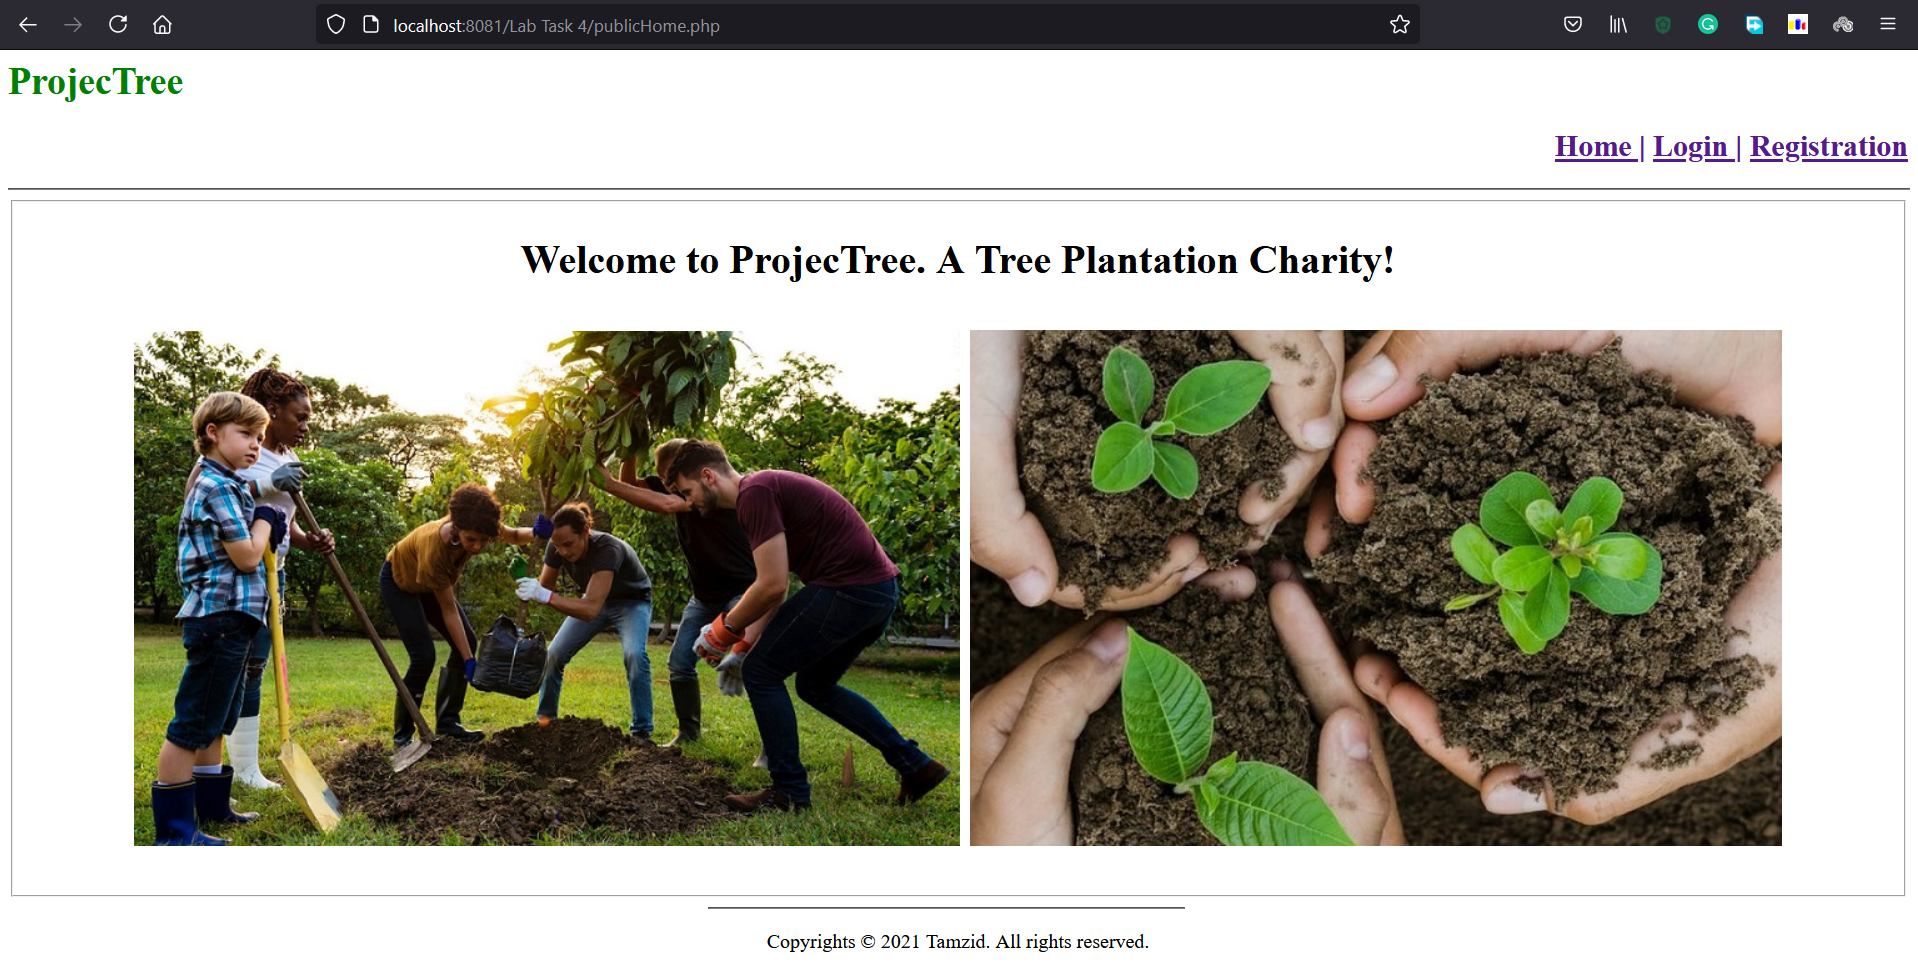 localhost:8081/Lab Task 4/publicHome.php
ProjecTree
Home | Login | Registration
Welcome to ProjecTree. A Tree Plantation Charity!
Copyrights © 2021 Tamzid. All rights reserved.